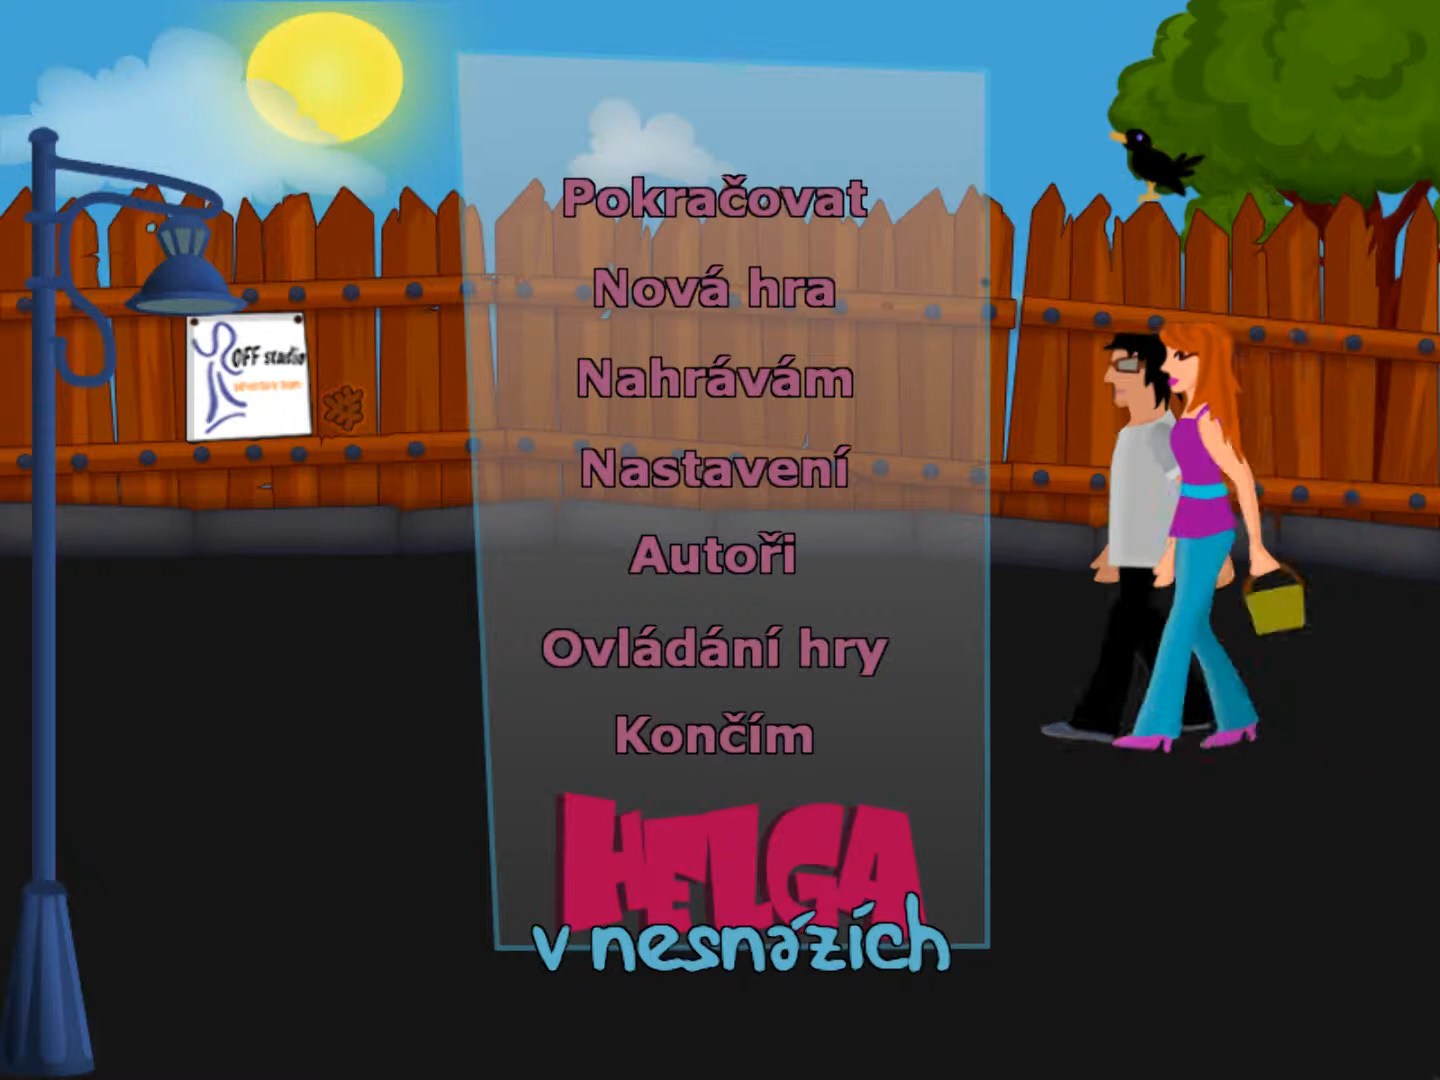 Pokračovat
Nová hra
Nahrávám
OFF studio
Nastavení
Autoři
Ovládání hry
Končím
HELGA
v nesnázích